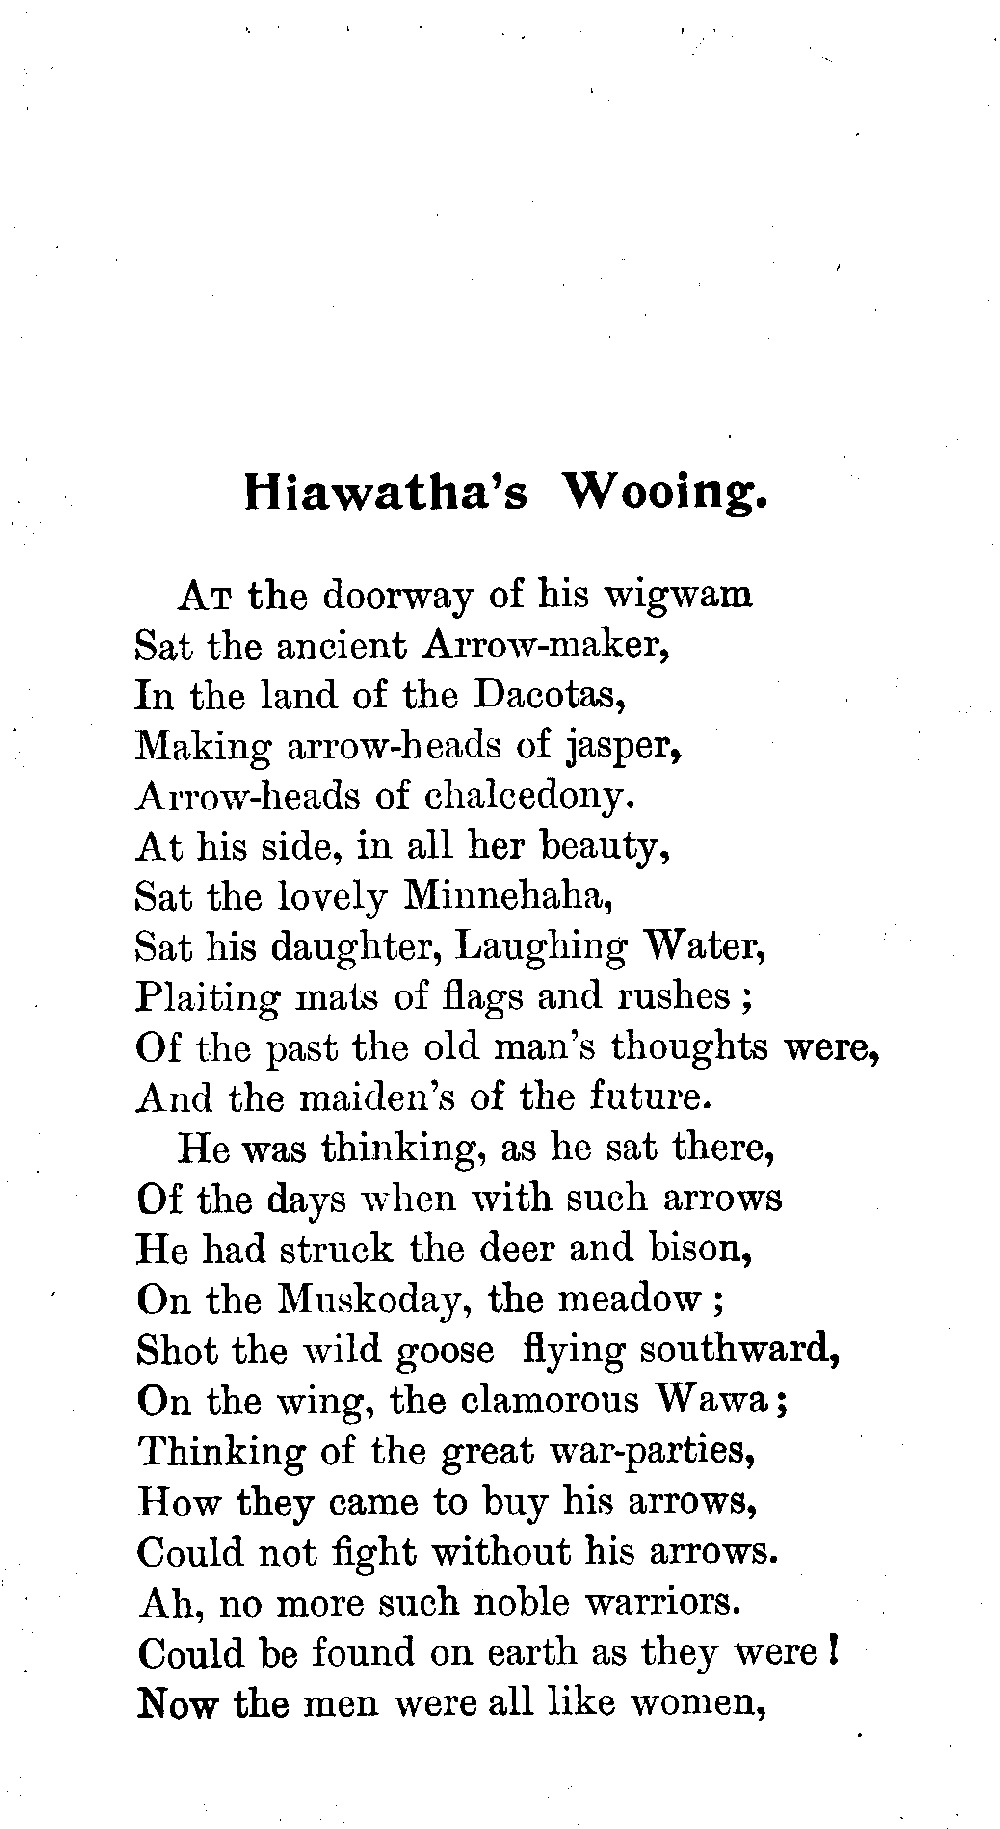 Hiawatha's Wooing.
At the doorway of his wigwam
Sat the ancient Arrow-maker,
In the land of the Dacotas,
Making arrow-heads of jasper,
Arrow-heads of chalcedony.
At his side, in all her beauty,
Sat the lovely Minnehaha,
Sat his daughter, Laughing Water,
Plaiting mats of flags and rushes ;
Of the past the old man's thoughts were,
And the maiden's of the future.
He was thinking, as he sat there,
Of the days when with such arrows
He had struck the deer and bison,
On the Muskoday, the meadow ;
Shot the wild goose flying southward,
On the wing, the clamorous Wawa ;
Thinking of the great war-parties,
How they came to buy his arrows,
Could not fight without his arrows.
Ah, no more such noble warriors.
Could be found on earth as they were !
Now the men were all like women,